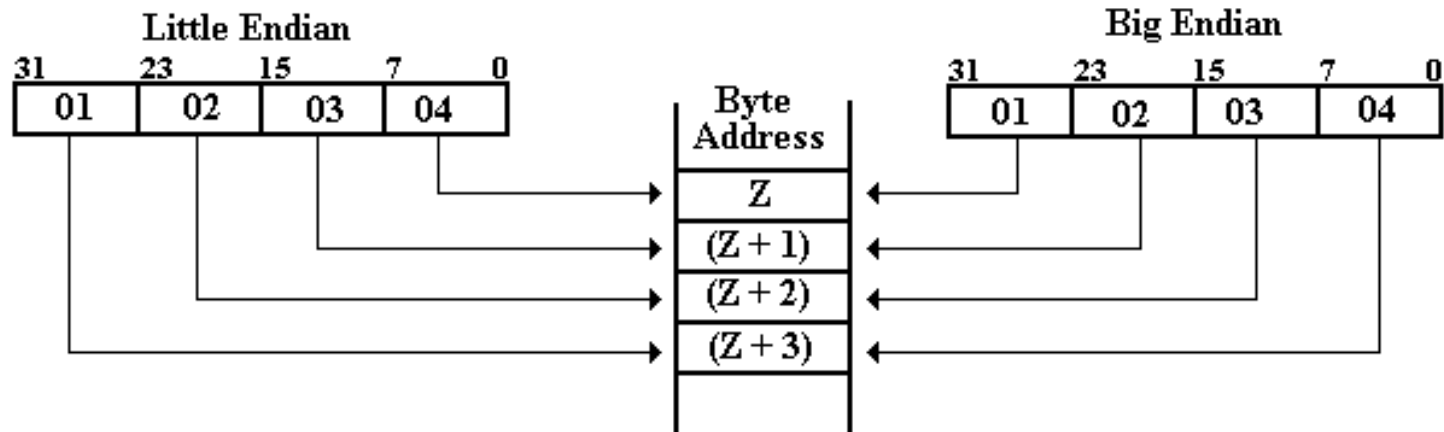 Little Endian
31 23 15 7 0
01 02 03 04
Byte
Address
Z
(Z + 1)
(Z + 2)
(Z + 3)
Big Endian
31 23 15 7 0
01 02 03 04